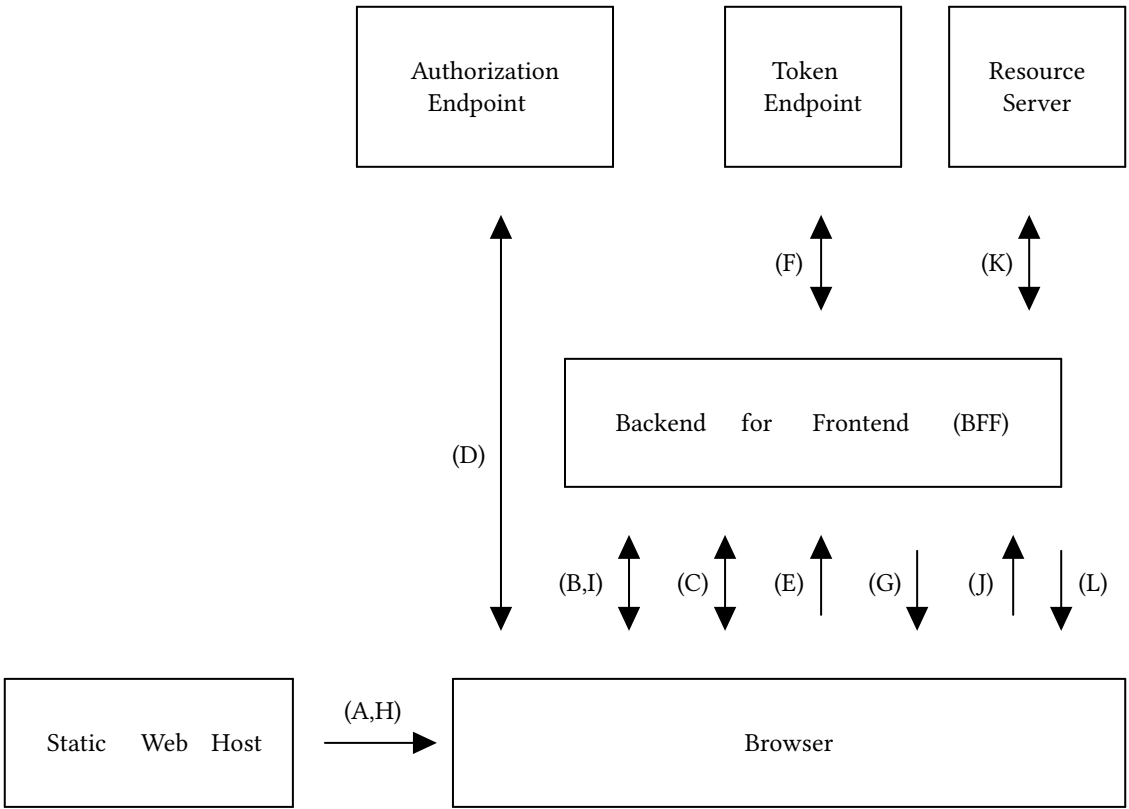 Authorization
Endpoint
Token
Endpoint
Resource
Server
(F)
(K)
Backend for Frontend (BFF)
(D)
(B,I)
(C)
(E)
(G)
(J)
(L)
(A,H)
Static Web Host
Browser